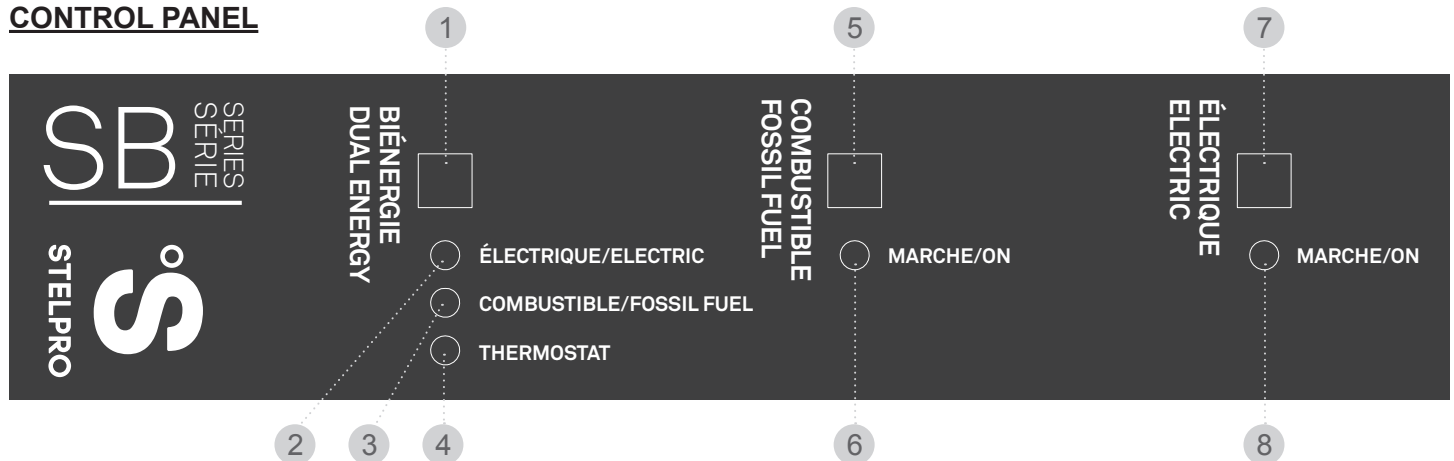 CONTROL PANEL
1
5
7
SB
SERIES
SÉRIE
STELPRO
BIÉNERGIE
DUAL ENERGY
ÉLECTRIQUE/ELECTRIC
COMBUSTIBLE/FOSSIL FUEL
THERMOSTAT
COMBUSTIBLE
FOSSIL FUEL
MARCHE/ON
ÉLECTRIQUE
ELECTRIC
MARCHE/ON
2
3
4
6
8